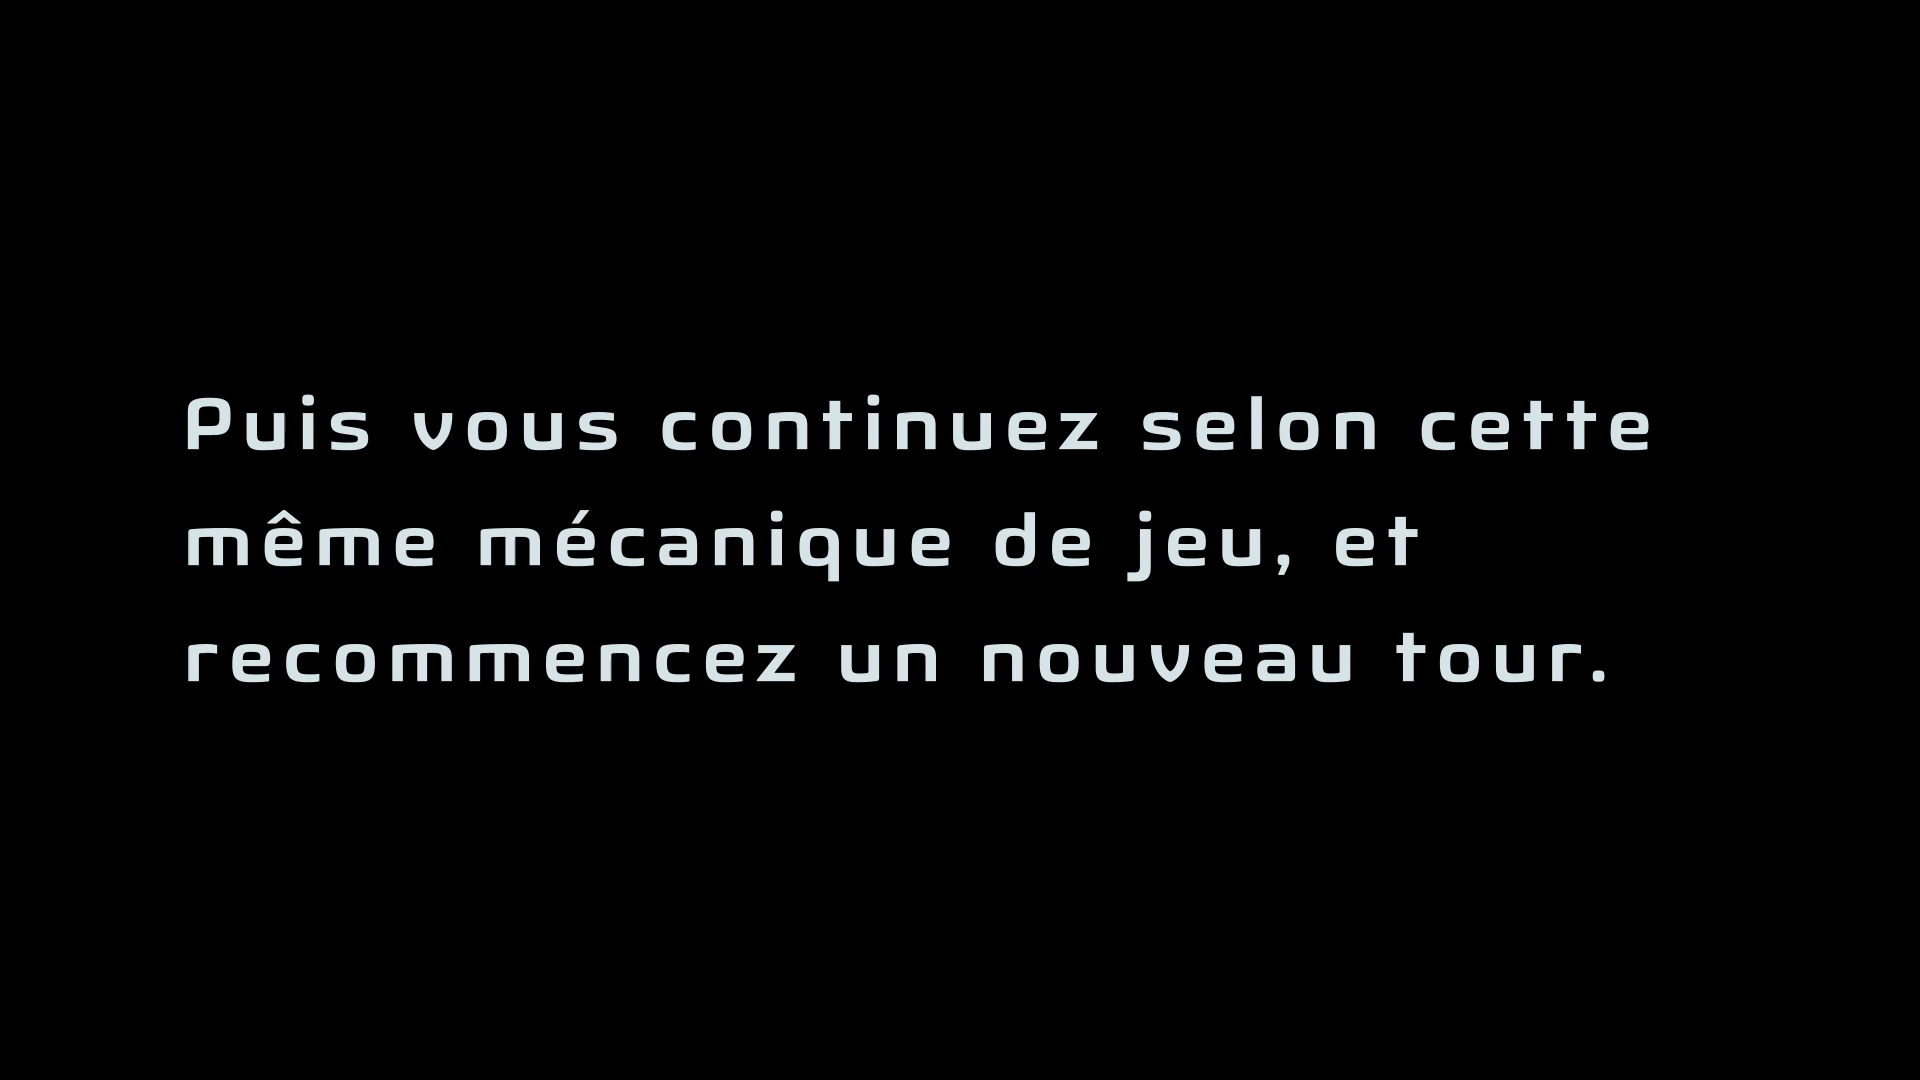 Puis vous continuez selon cette
même mécanique de jeu, et
recommencez un nouveau tour.